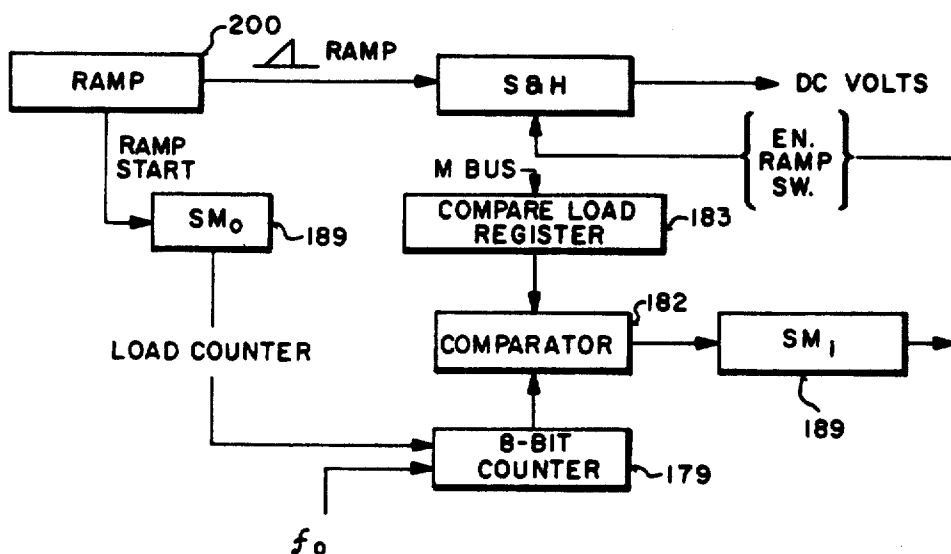 200
RAMP
RAMP
S & H
DC VOLTS
RAMP
START
EN.
RAMP
SW.
M BUS
SM₀
189
COMPARE LOAD
REGISTER
183
182
LOAD COUNTER
COMPARATOR
SM₁
189
8-BIT
COUNTER
179
f₀